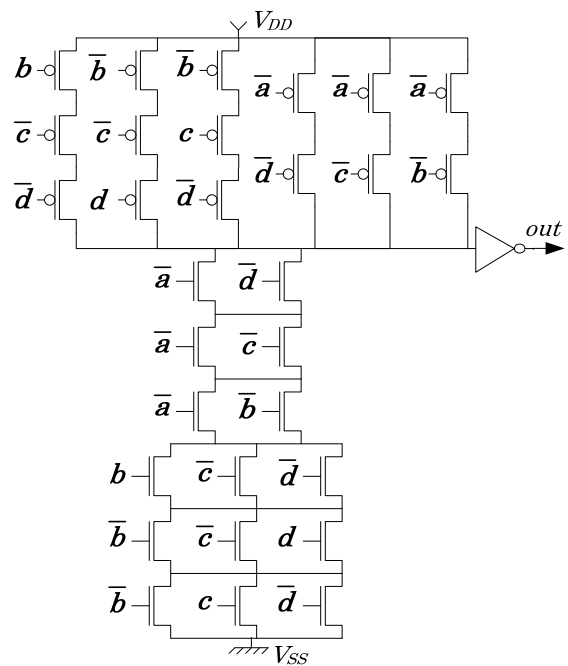 V_DD
b b̅ b̅
a̅ a̅ a̅
c̅ c̅ c
d̅ c̅ b̅
d̅ d d̅
out
a̅ d̅
a̅ c̅
a̅ b̅
b c̅ d̅
b̅ c̅ d
b̅ c d̅
V_SS